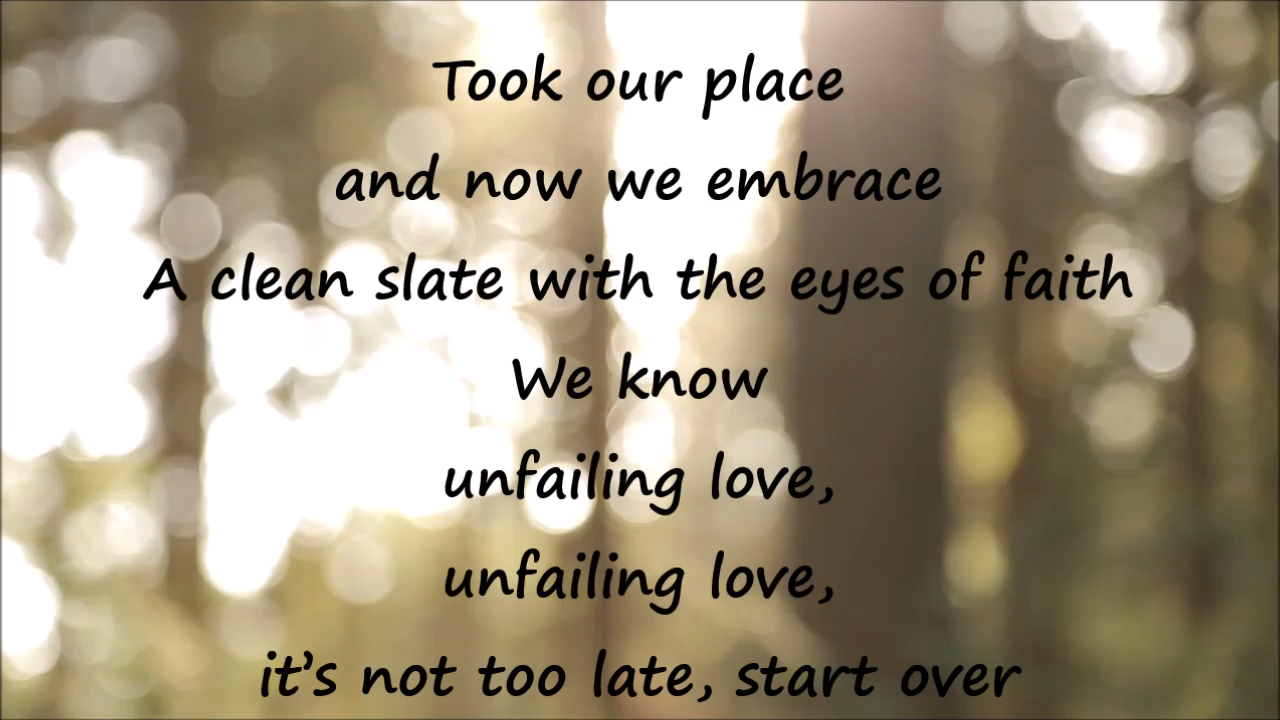 Took our place
and now we embrace
A clean slate with the eyes of faith
We know
unfailing love,
unfailing love,
it’s not too late, start over